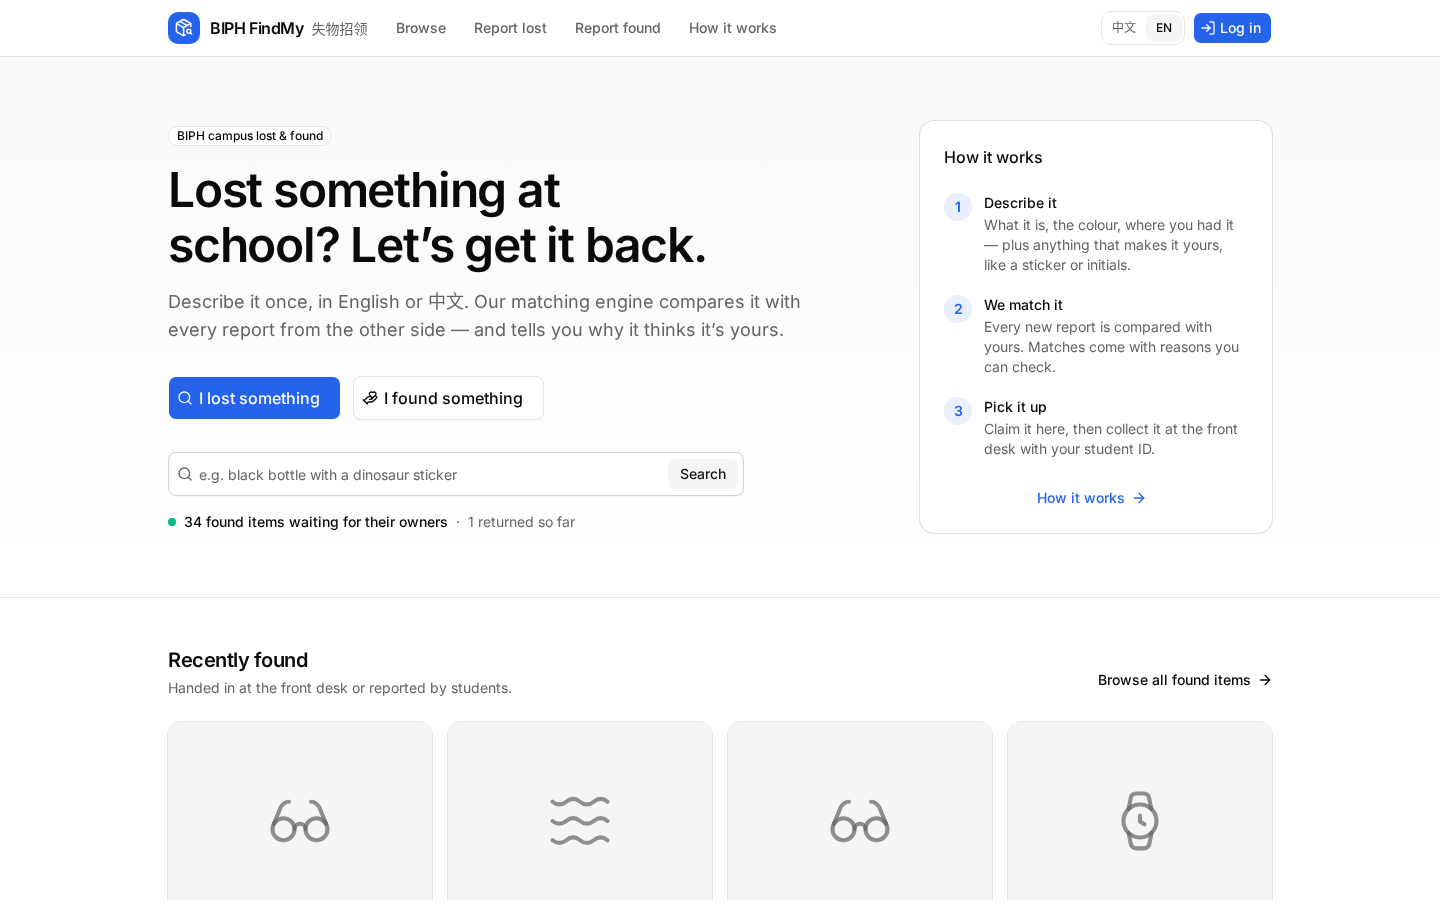 BIPH FindMy 失物招领
Browse
Report lost
Report found
How it works
中文
EN
Log in
BIPH campus lost & found
Lost something at
school? Let’s get it back.
Describe it once, in English or 中文. Our matching engine compares it with
every report from the other side — and tells you why it thinks it’s yours.
I lost something
I found something
e.g. black bottle with a dinosaur sticker
Search
34 found items waiting for their owners · 1 returned so far
How it works
1
Describe it
What it is, the colour, where you had it
— plus anything that makes it yours,
like a sticker or initials.
2
We match it
Every new report is compared with
yours. Matches come with reasons you
can check.
3
Pick it up
Claim it here, then collect it at the front
desk with your student ID.
How it works
Recently found
Handed in at the front desk or reported by students.
Browse all found items